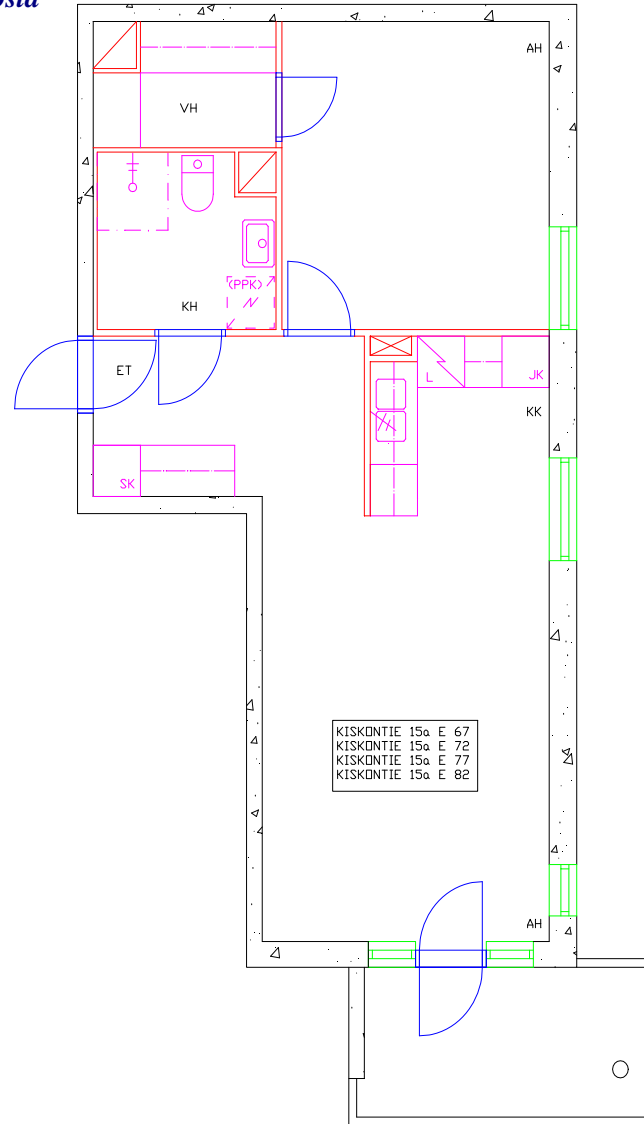 AH
VH
(PPK)
KH
ET
L
JK
KK
SK
KISKONTIE 15a E 67
KISKONTIE 15a E 72
KISKONTIE 15a E 77
KISKONTIE 15a E 82
AH